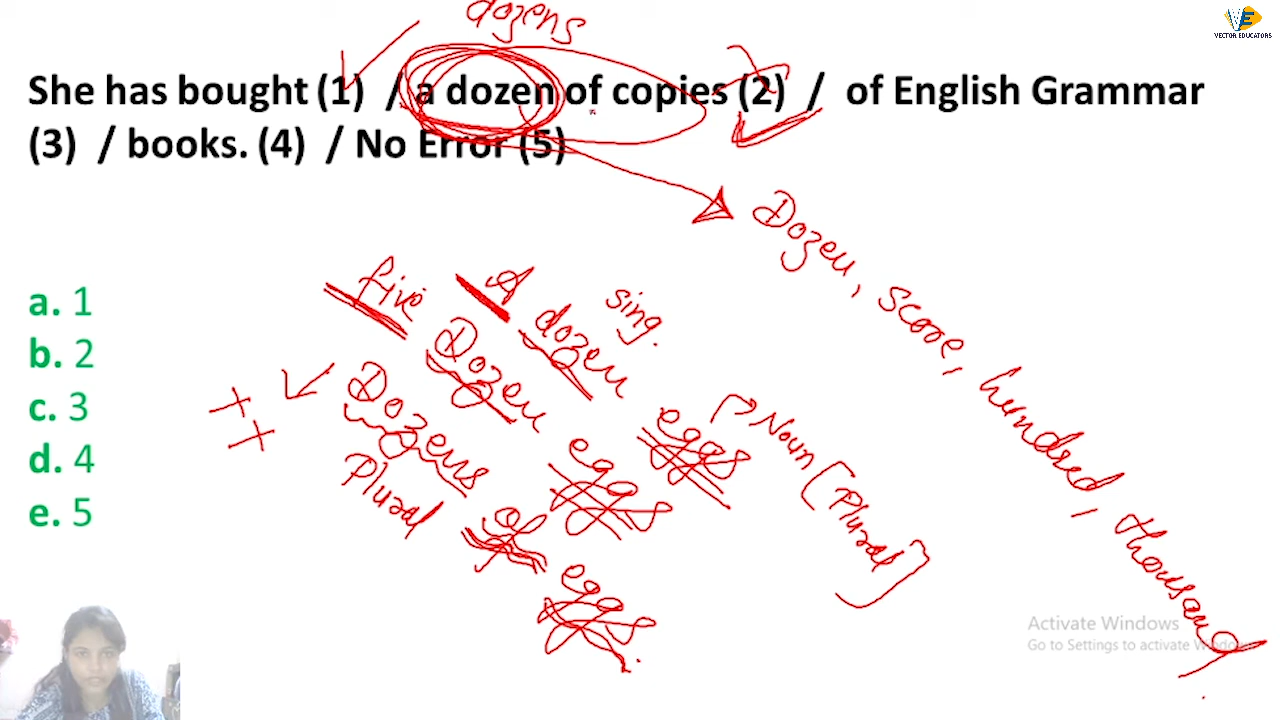 dozens
VECTOR EDUCATORS
She has bought (1) / a dozen of copies (2) / of English Grammar
(3) / books. (4) / No Error (5)
Dozen, score, hundred, thousand.
a. 1
b. 2
c. 3
d. 4
e. 5
A dozen eggs
sing.
Noun [Plural]
five Dozen eggs
Dozens of eggs.
Plural
Activate Windows
Go to Settings to activate Windows